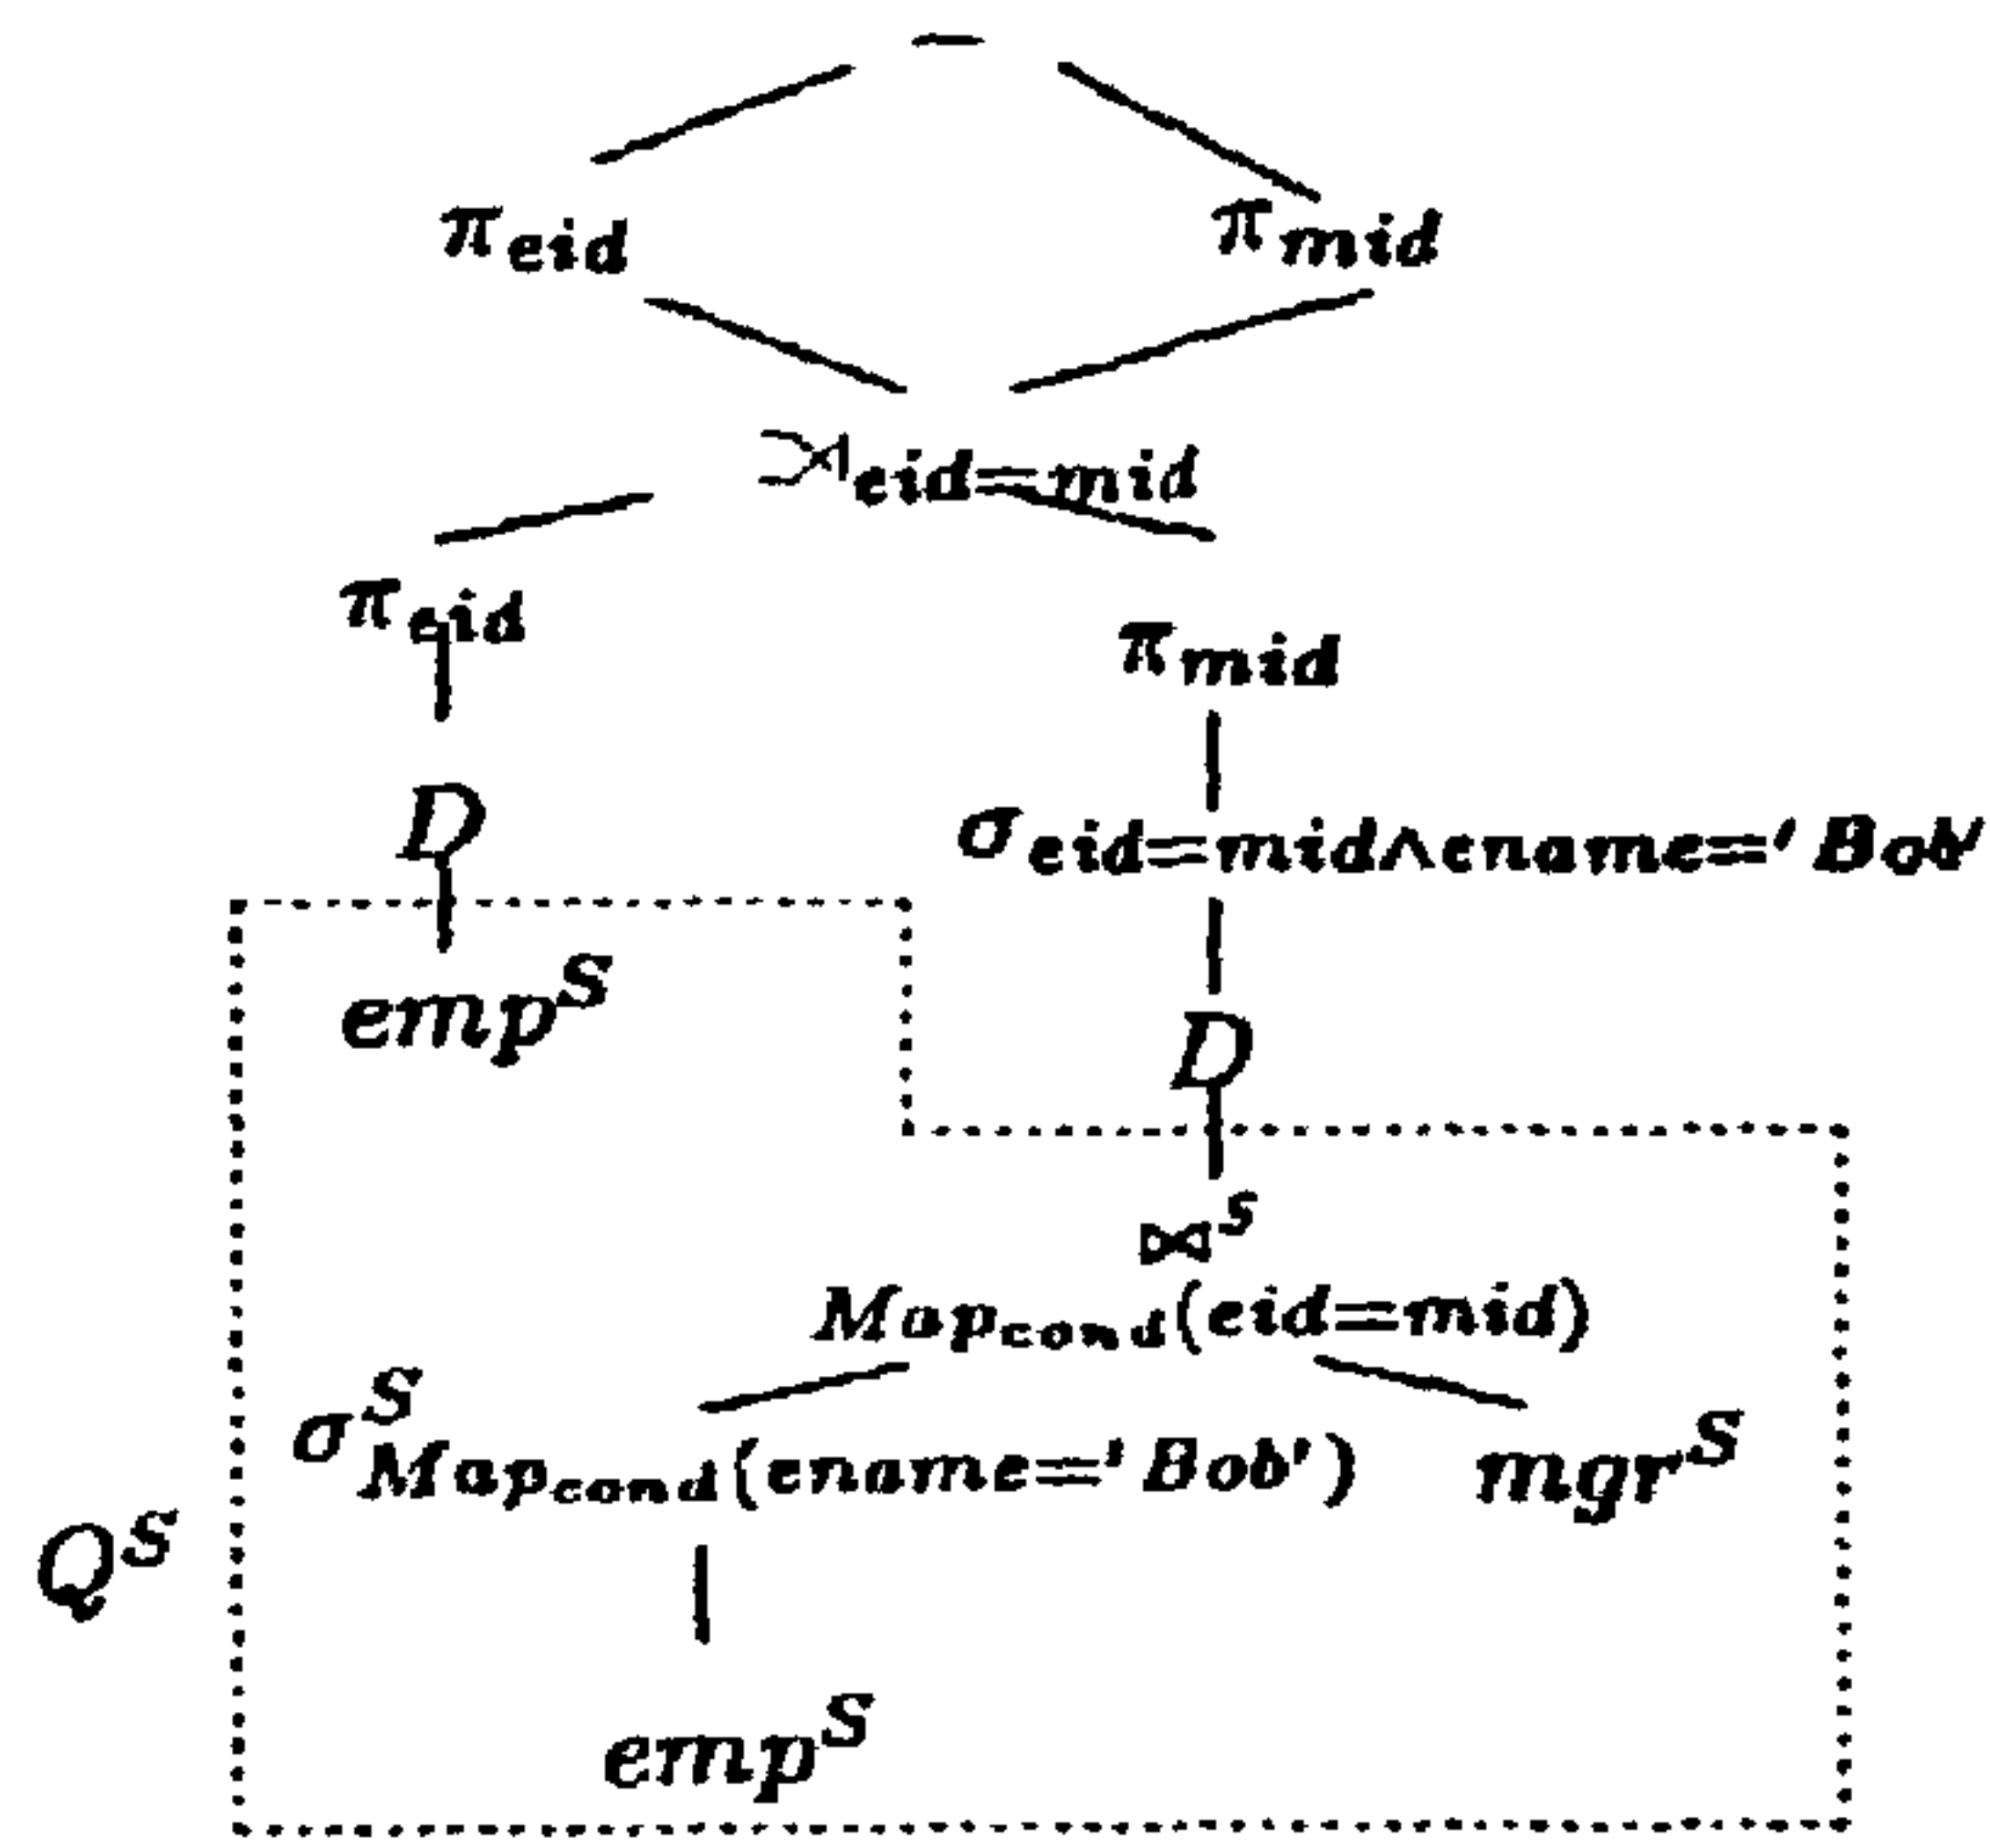 −
π_eid π_mid
⟕_eid=mid
π_eid
π_mid
D
σ_eid=mid∧ename='Bob'
emp^S
D
⋈^S
Map_cond(eid=mid)
σ^S_Map_cond(ename='Bob') mgr^S
Q^S
emp^S